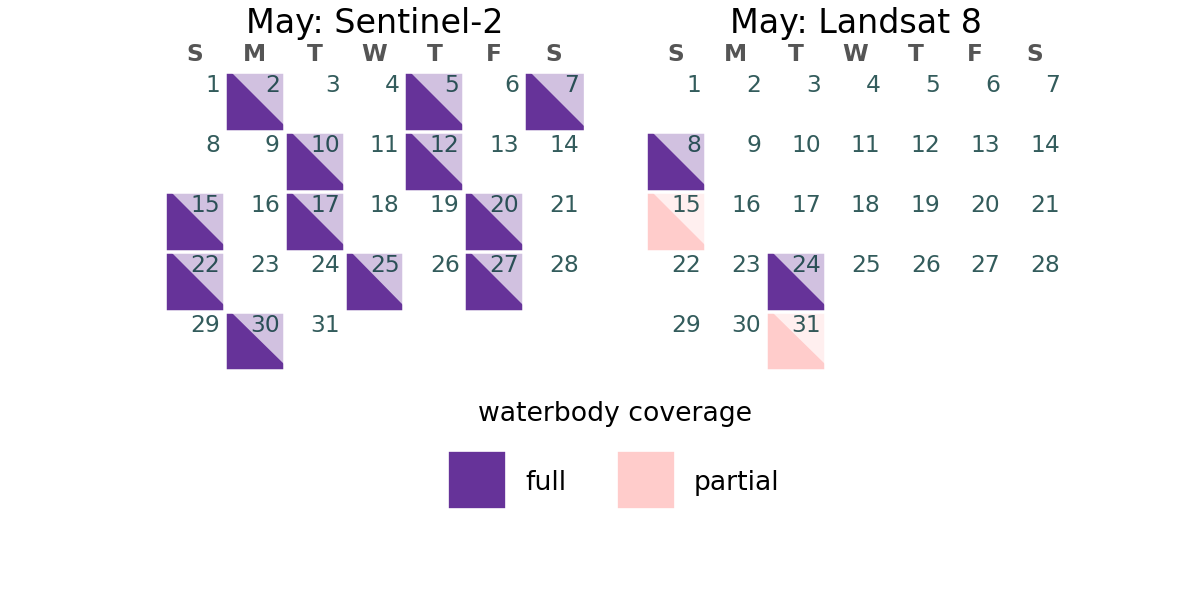 May: Sentinel-2
S M T W T F S
1 2 3 4 5 6 7
8 9 10 11 12 13 14
15 16 17 18 19 20 21
22 23 24 25 26 27 28
29 30 31
May: Landsat 8
S M T W T F S
1 2 3 4 5 6 7
8 9 10 11 12 13 14
15 16 17 18 19 20 21
22 23 24 25 26 27 28
29 30 31
waterbody coverage
full
partial